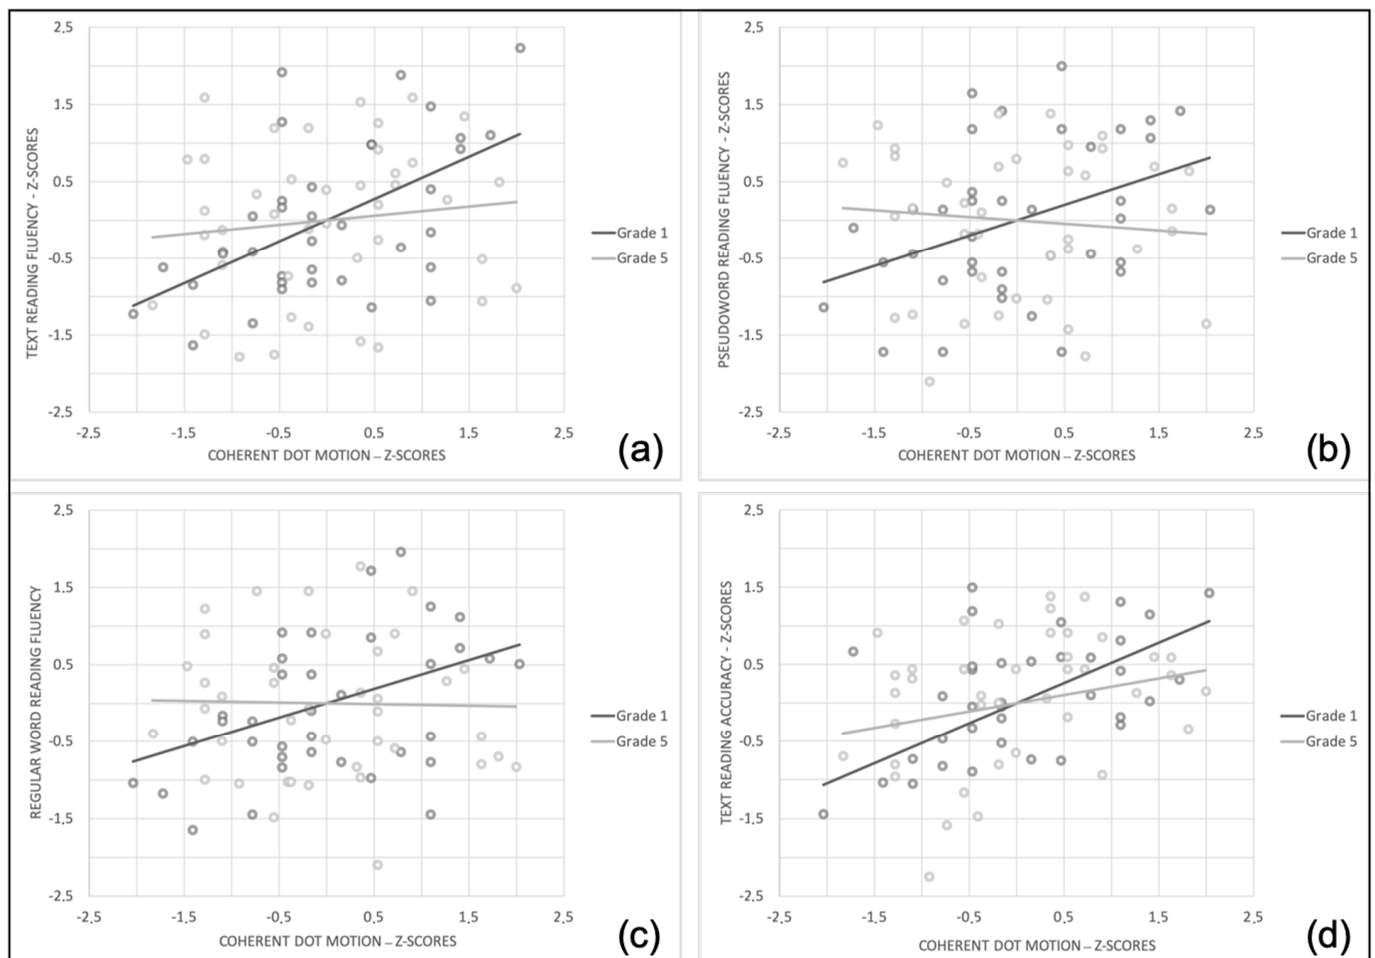 2,5
1,5
0,5
-0,5
-1,5
-2,5
-2,5 -1,5 -0,5 0,5 1,5 2,5
TEXT READING FLUENCY - Z-SCORES
COHERENT DOT MOTION – Z-SCORES
Grade 1
Grade 5
(a)
2,5
1,5
0,5
-0,5
-1,5
-2,5
-2,5 -1,5 -0,5 0,5 1,5 2,5
PSEUDOWORD READING FLUENCY - Z-SCORES
COHERENT DOT MOTION – Z-SCORES
Grade 1
Grade 5
(b)
2,5
1,5
0,5
-0,5
-1,5
-2,5
-2,5 -1,5 -0,5 0,5 1,5 2,5
REGULAR WORD READING FLUENCY
COHERENT DOT MOTION – Z-SCORES
Grade 1
Grade 5
(c)
2,5
1,5
0,5
-0,5
-1,5
-2,5
-2,5 -1,5 -0,5 0,5 1,5 2,5
TEXT READING ACCURACY - Z-SCORES
COHERENT DOT MOTION – Z-SCORES
Grade 1
Grade 5
(d)